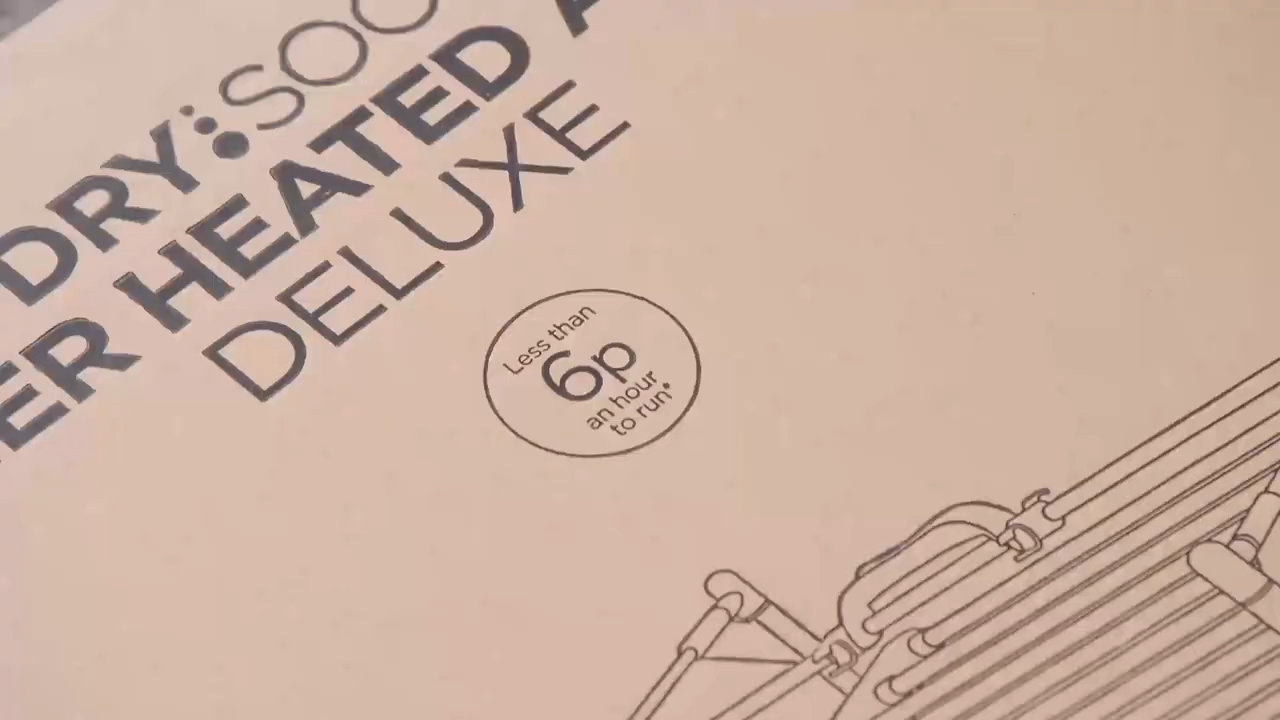 DRY:SOO
ER HEATED A
DELUXE
Less than
6p
an hour
to run*